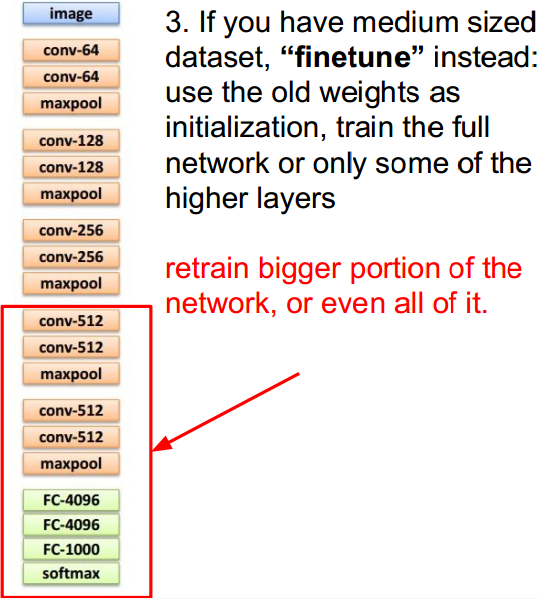 image
conv-64
conv-64
maxpool
conv-128
conv-128
maxpool
conv-256
conv-256
maxpool
conv-512
conv-512
maxpool
conv-512
conv-512
maxpool
FC-4096
FC-4096
FC-1000
softmax
3. If you have medium sized
dataset, “finetune” instead:
use the old weights as
initialization, train the full
network or only some of the
higher layers
retrain bigger portion of the
network, or even all of it.